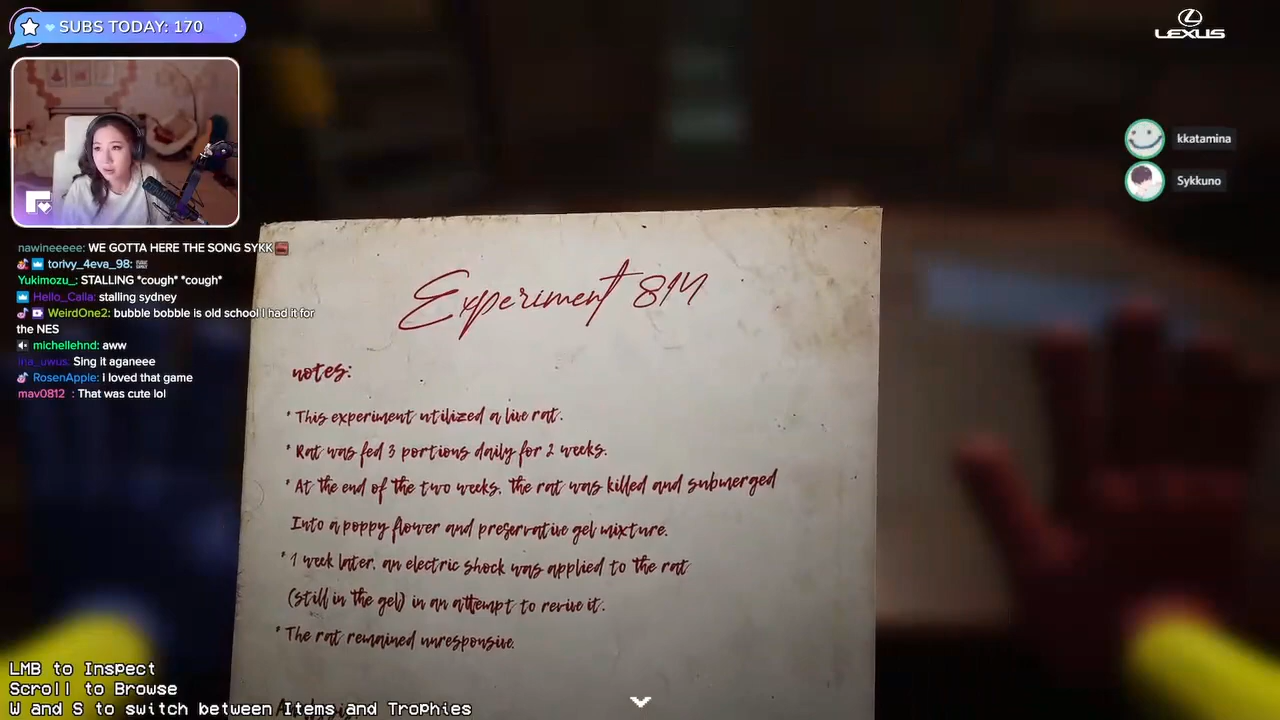 SUBS TODAY: 170
LEXUS
kkatamina
Sykkuno
nawineeeee: WE GOTTA HERE THE SONG SYKK
torivy_4eva_98:
Yukimozu_: STALLING *cough* *cough*
Hello_Calla: stalling sydney
WeirdOne2: bubble bobble is old school I had it for
the NES
michellehnd: aww
ina_uwus: Sing it aganeee
RosenApple: i loved that game
mav0812 : That was cute lol
Experiment 814
notes:
* This experiment utilized a live rat.
* Rat was fed 3 portions daily for 2 weeks.
* At the end of the two weeks, the rat was killed and submerged
Into a poppy flower and preservative gel mixture.
* 1 week later, an electric shock was applied to the rat
(still in the gel) in an attempt to revive it.
* The rat remained unresponsive.
LMB to Inspect
Scroll to Browse
W and S to switch between Items and Trophies